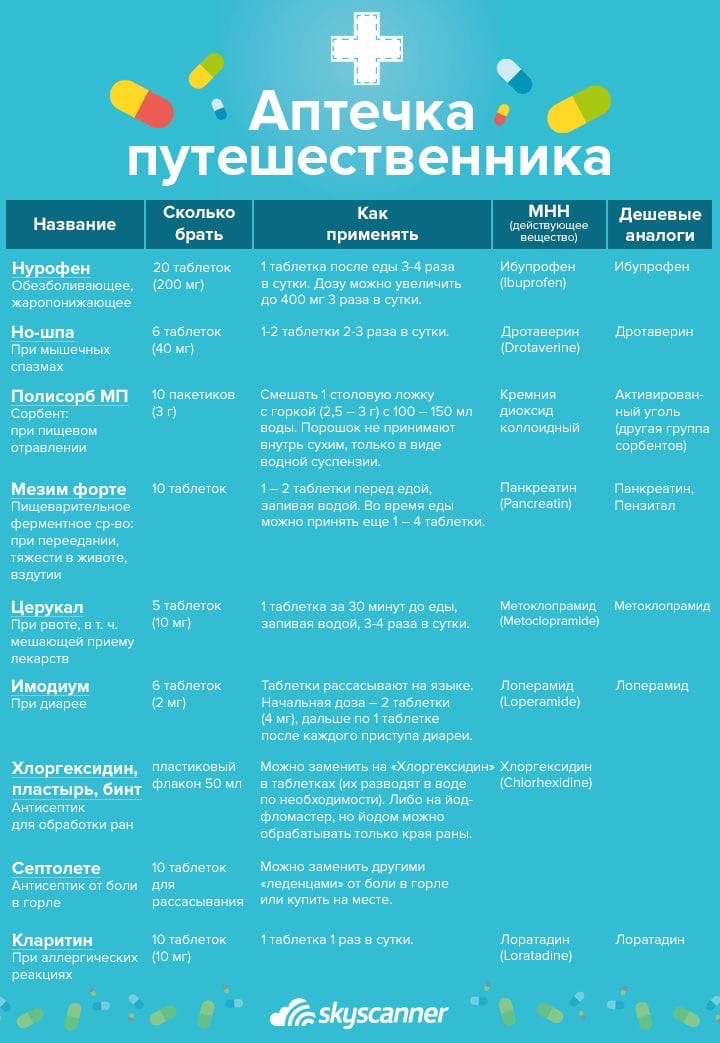 Аптечка
путешественника
Название
Сколько
брать
Как
применять
МНН
(действующее
вещество)
Дешевые
аналоги
Нурофен
Обезболивающее,
жаропонижающее
20 таблеток
(200 мг)
1 таблетка после еды 3-4 раза
в сутки. Дозу можно увеличить
до 400 мг 3 раза в сутки.
Ибупрофен
(Ibuprofen)
Ибупрофен
Но-шпа
При мышечных
спазмах
6 таблеток
(40 мг)
1-2 таблетки 2-3 раза в сутки.
Дротаверин
(Drotaverine)
Дротаверин
Полисорб МП
Сорбент:
при пищевом
отравлении
10 пакетиков
(3 г)
Смешать 1 столовую ложку
с горкой (2,5 – 3 г) с 100 – 150 мл
воды. Порошок не принимают
внутрь сухим, только в виде
водной суспензии.
Кремния
диоксид
коллоидный
Активирован-
ный уголь
(другая группа
сорбентов)
Мезим форте
Пищеварительное
ферментное ср-во:
при переедании,
тяжести в животе,
вздутии
10 таблеток
1 – 2 таблетки перед едой,
запивая водой. Во время еды
можно принять еще 1 – 4 таблетки.
Панкреатин
(Pancreatin)
Панкреатин,
Пензитал
Церукал
При рвоте, в т. ч.
мешающей приему
лекарств
5 таблеток
(10 мг)
1 таблетка за 30 минут до еды,
запивая водой, 3-4 раза в сутки.
Метоклопрамид
(Metoclopramide)
Метоклопрамид
Имодиум
При диарее
6 таблеток
(2 мг)
Таблетки рассасывают на языке.
Начальная доза – 2 таблетки
(4 мг), дальше по 1 таблетке
после каждого приступа диареи.
Лоперамид
(Loperamide)
Лоперамид
Хлоргексидин,
пластырь, бинт
Антисептик
для обработки ран
пластиковый
флакон 50 мл
Можно заменить на «Хлоргексидин»
в таблетках (их разводят в воде
по необходимости). Либо на йод-
фломастер, но йодом можно
обрабатывать только края раны.
Хлоргексидин
(Chlorhexidine)
Септолете
Антисептик от боли
в горле
10 таблеток
для
рассасывания
Можно заменить другими
«леденцами» от боли в горле
или купить на месте.
Кларитин
При аллергических
реакциях
10 таблеток
(10 мг)
1 таблетка 1 раз в сутки.
Лоратадин
(Loratadine)
Лоратадин
skyscanner